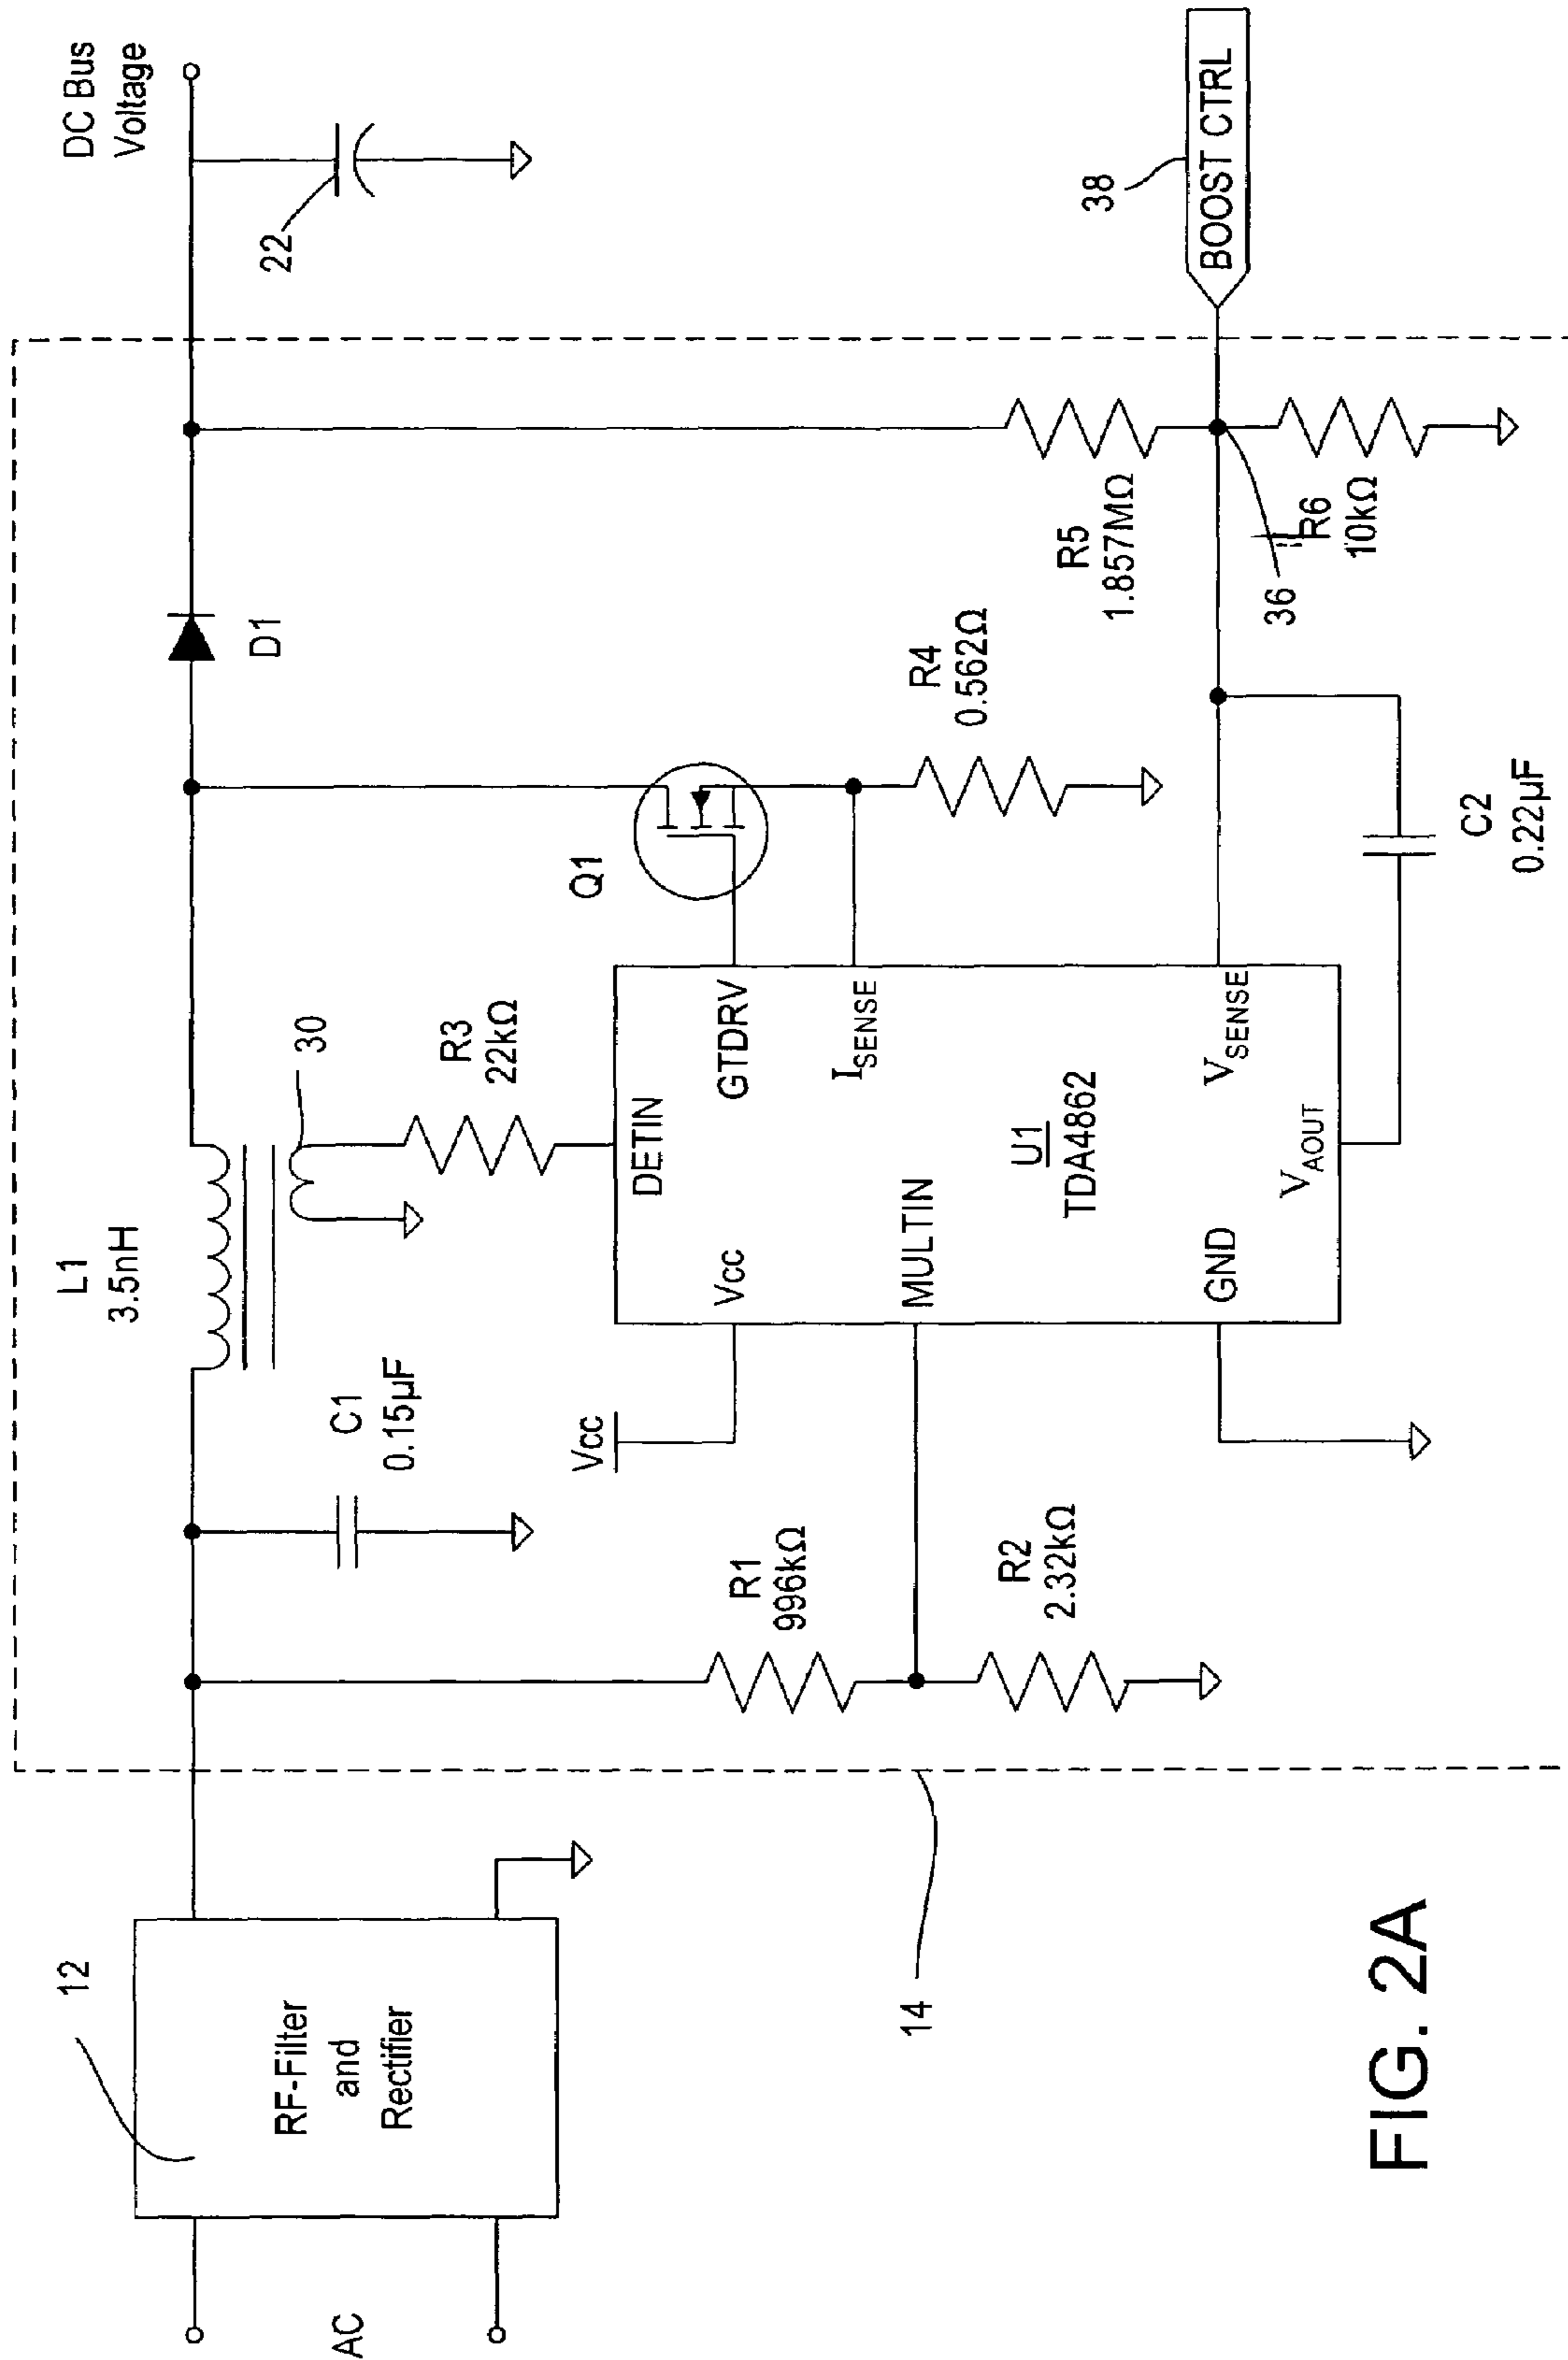 DC Bus
Voltage
22
D1
L1
3.5nH
30
C1
0.15µF
R3
22kΩ
Q1
R4
0.562Ω
R5
1.857MΩ
36
R6
10kΩ
38
BOOST CTRL
12
RF-Filter
and
Rectifier
AC
14
R1
996kΩ
R2
2.32kΩ
Vcc
DETIN
Vcc
GTDRV
MULTIN
ISENSE
U1
TDA4862
GND
VAOUT
VSENSE
C2
0.22µF
FIG. 2A